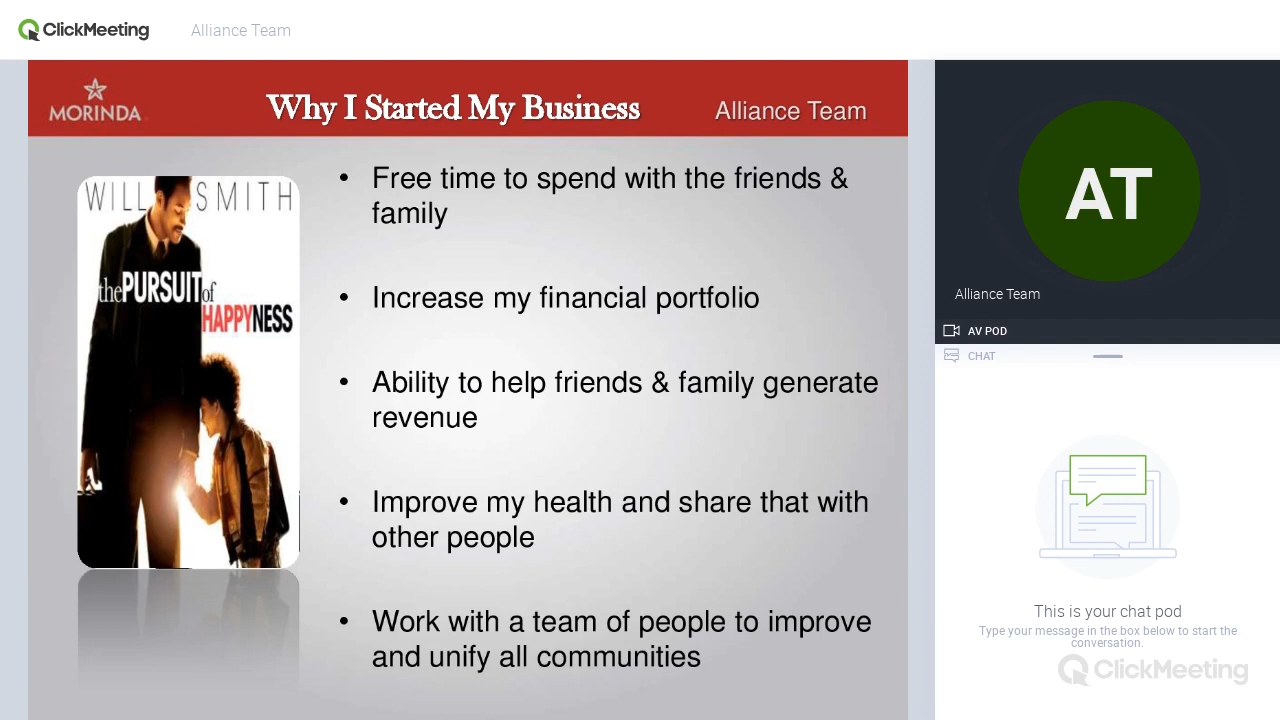 ClickMeeting
Alliance Team
MORINDA
Why I Started My Business
Alliance Team
WILL SMITH
the PURSUIT of
HAPPYNESS
• Free time to spend with the friends &
family
• Increase my financial portfolio
• Ability to help friends & family generate
revenue
• Improve my health and share that with
other people
• Work with a team of people to improve
and unify all communities
AT
Alliance Team
AV POD
CHAT
This is your chat pod
Type your message in the box below to start the
conversation.
ClickMeeting